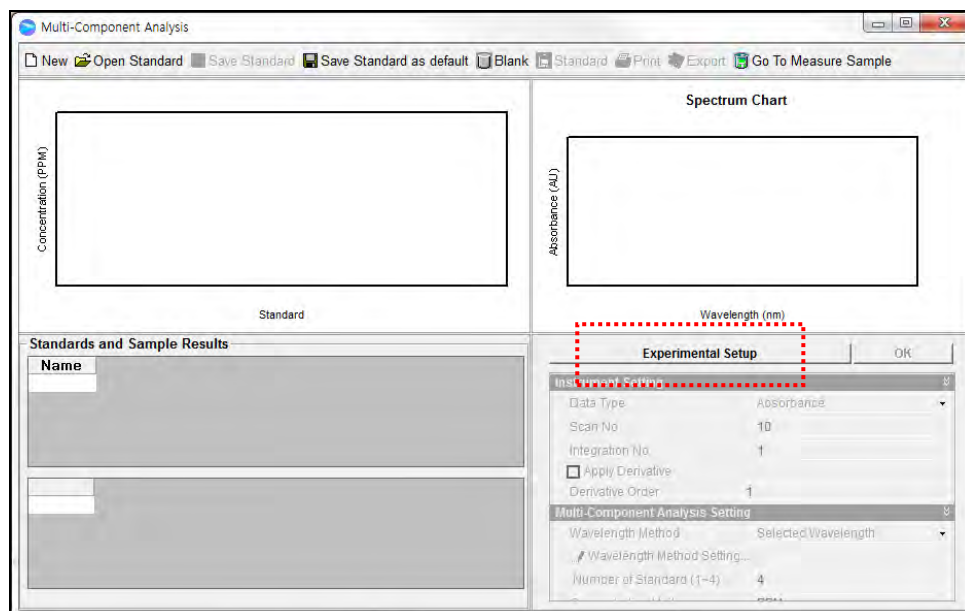 Multi-Component Analysis
New Open Standard Save Standard Save Standard as default Blank Standard Print Export Go To Measure Sample
Concentration (PPM)
Standard
Spectrum Chart
Absorbance (AU)
Wavelength (nm)
Standards and Sample Results
Name
Experimental Setup OK
Instrument Setting
Data Type Absorbance
Scan No 10
Integration No. 1
Apply Derivative
Derivative Order 1
Multi-Component Analysis Setting
Wavelength Method Selected Wavelength
Wavelength Method Setting...
Number of Standard (1~4) 4